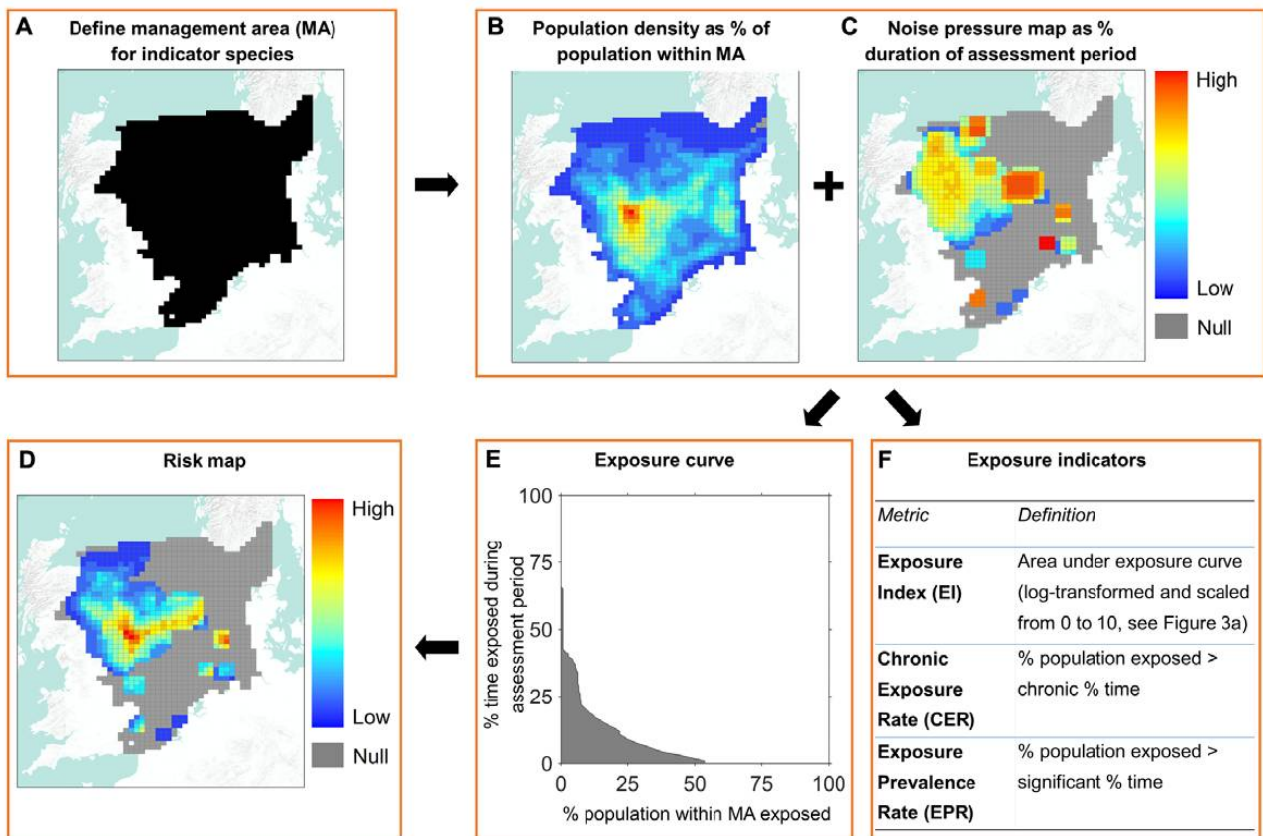 A Define management area (MA)
for indicator species
B Population density as % of
population within MA
C Noise pressure map as %
duration of assessment period
High
Low
Null
D Risk map
High
Low
Null
E Exposure curve
% time exposed during
assessment period
100
75
50
25
0
0 25 50 75 100
% population within MA exposed
F Exposure indicators
Metric Definition
Exposure Area under exposure curve
Index (EI) (log-transformed and scaled
from 0 to 10, see Figure 3a)
Chronic % population exposed >
Exposure chronic % time
Rate (CER)
Exposure % population exposed >
Prevalence significant % time
Rate (EPR)